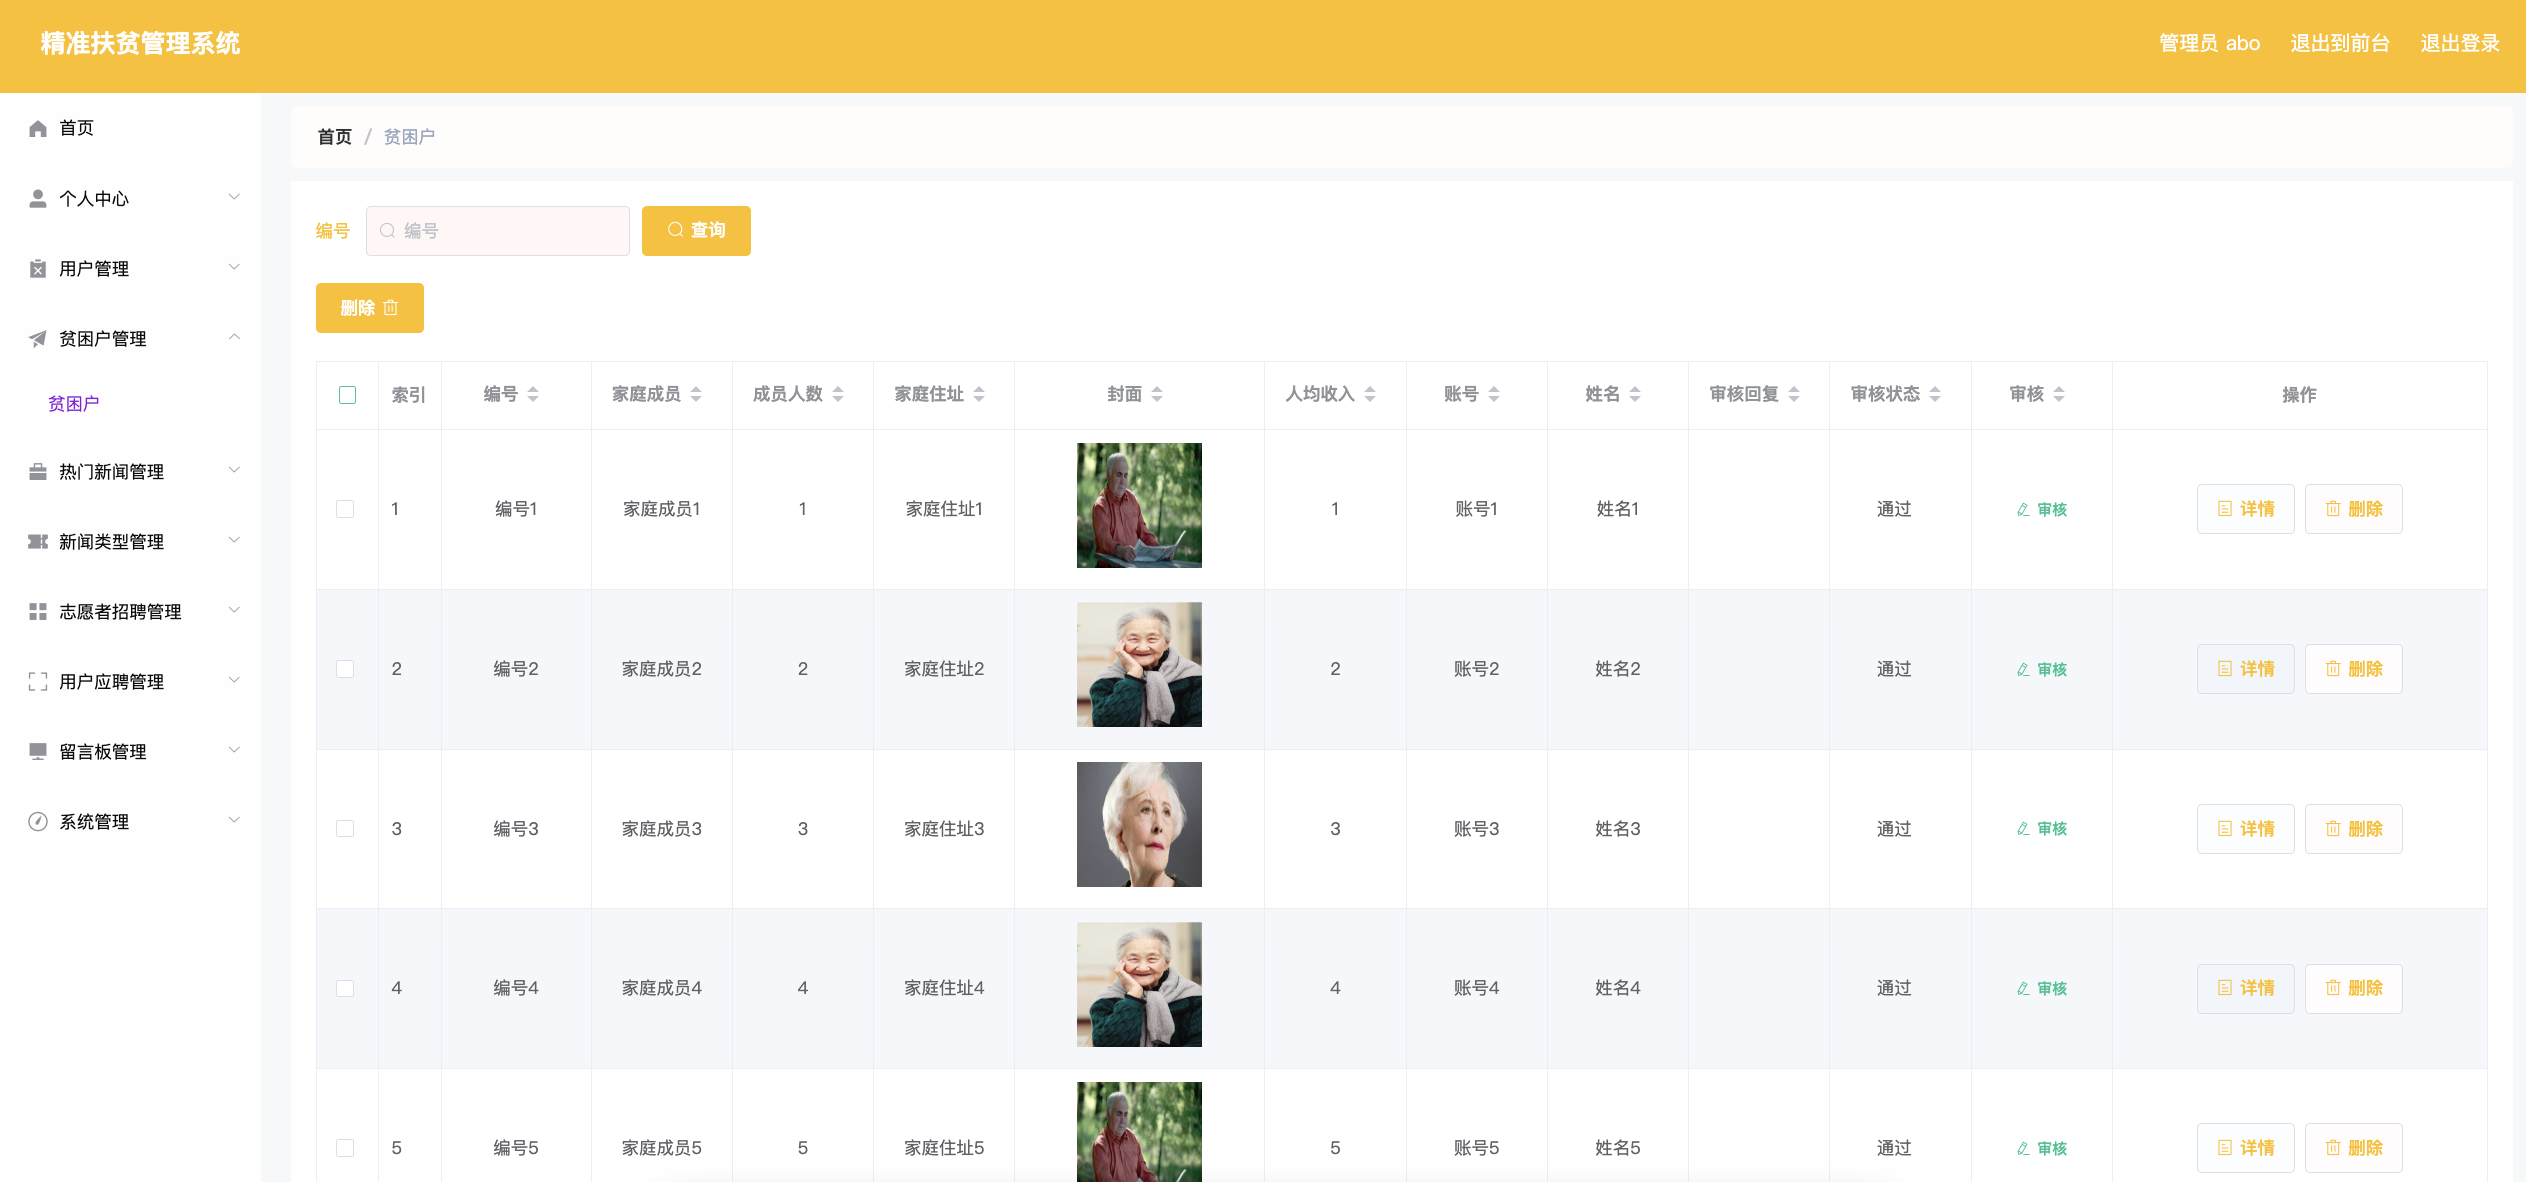 精准扶贫管理系统
管理员 abo 退出到前台 退出登录
首页
个人中心
用户管理
贫困户管理
贫困户
热门新闻管理
新闻类型管理
志愿者招聘管理
用户应聘管理
留言板管理
系统管理
首页 / 贫困户
编号 编号 查询
删除
索引 编号 家庭成员 成员人数 家庭住址 封面 人均收入 账号 姓名 审核回复 审核状态 审核 操作
1 编号1 家庭成员1 1 家庭住址1 1 账号1 姓名1 通过 审核 详情 删除
2 编号2 家庭成员2 2 家庭住址2 2 账号2 姓名2 通过 审核 详情 删除
3 编号3 家庭成员3 3 家庭住址3 3 账号3 姓名3 通过 审核 详情 删除
4 编号4 家庭成员4 4 家庭住址4 4 账号4 姓名4 通过 审核 详情 删除
5 编号5 家庭成员5 5 家庭住址5 5 账号5 姓名5 通过 审核 详情 删除